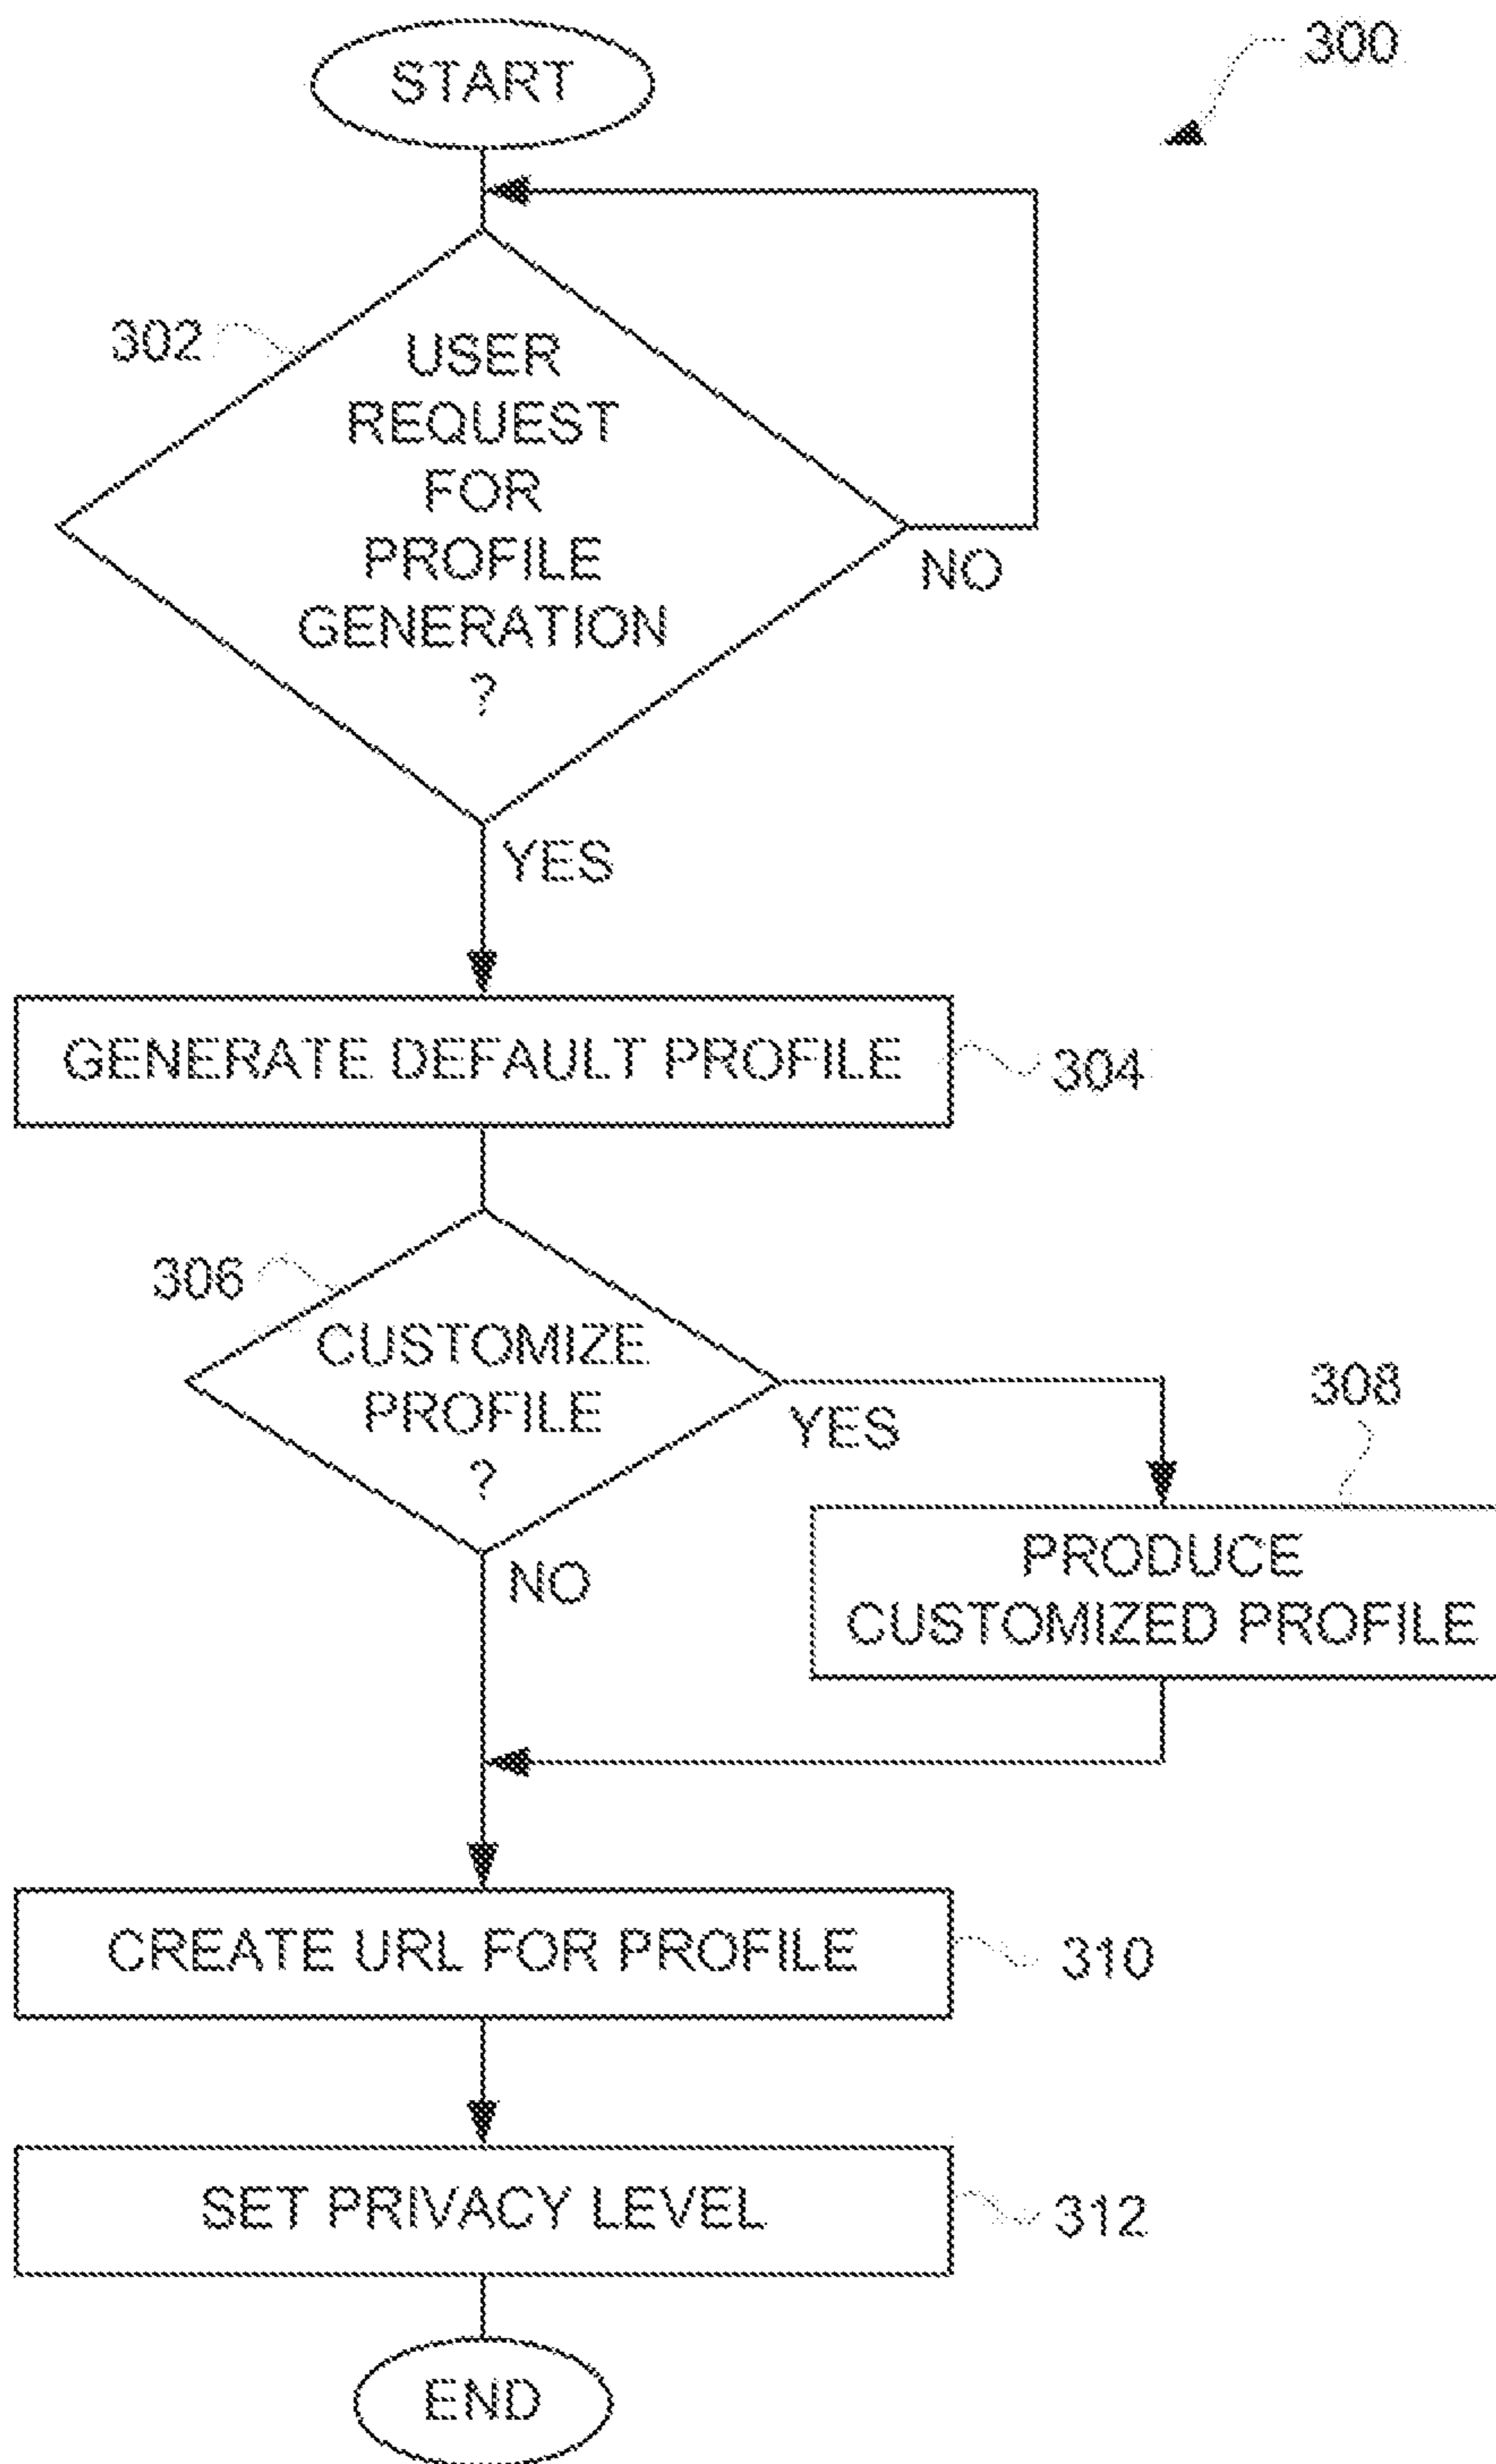 START
300
302
USER
REQUEST
FOR
PROFILE
GENERATION
?
NO
YES
GENERATE DEFAULT PROFILE
304
306
CUSTOMIZE
PROFILE
?
YES
308
NO
PRODUCE
CUSTOMIZED PROFILE
CREATE URL FOR PROFILE
310
SET PRIVACY LEVEL
312
END